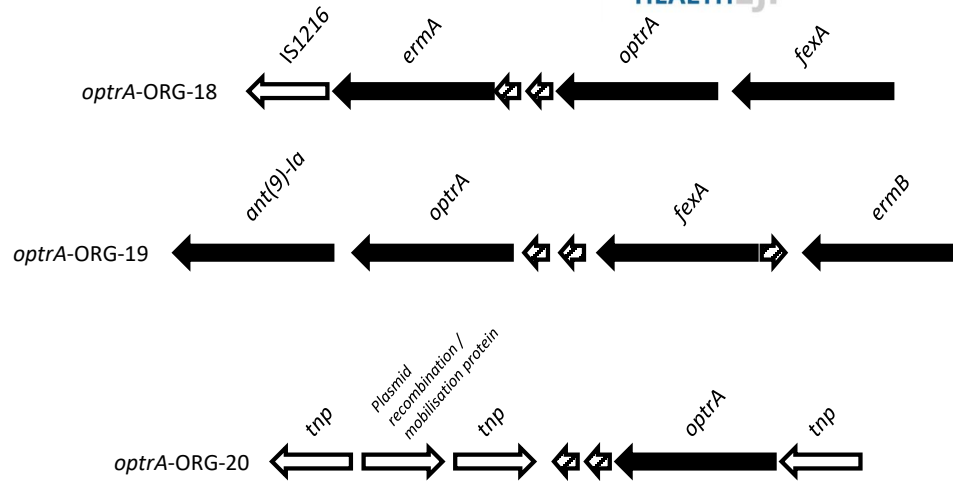 IS1216
ermA
optrA
fexA
optrA-ORG-18
ant(9)-Ia
optrA
fexA
ermB
optrA-ORG-19
tnp
Plasmid
recombination /
mobilisation protein
tnp
optrA
tnp
optrA-ORG-20